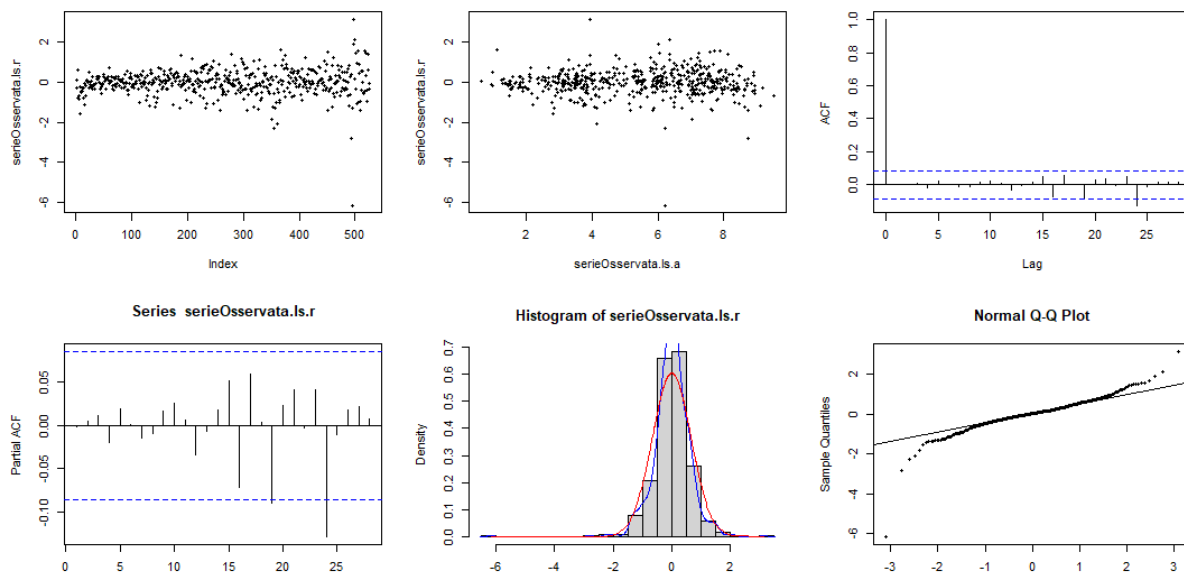 serieOsservata.ls.r
2
0
-2
-4
-6
0 100 200 300 400 500
Index
serieOsservata.ls.r
2
0
-2
-4
-6
2 4 6 8
serieOsservata.ls.a
ACF
1.0
0.8
0.6
0.4
0.2
0.0
0 5 10 15 20 25
Lag
Series serieOsservata.ls.r
Partial ACF
0.05
0.00
-0.05
-0.10
0 5 10 15 20 25
Histogram of serieOsservata.ls.r
Density
0.7
0.6
0.5
0.4
0.3
0.2
0.1
0.0
-6 -4 -2 0 2
Normal Q-Q Plot
Sample Quantiles
2
0
-2
-4
-6
-3 -2 -1 0 1 2 3